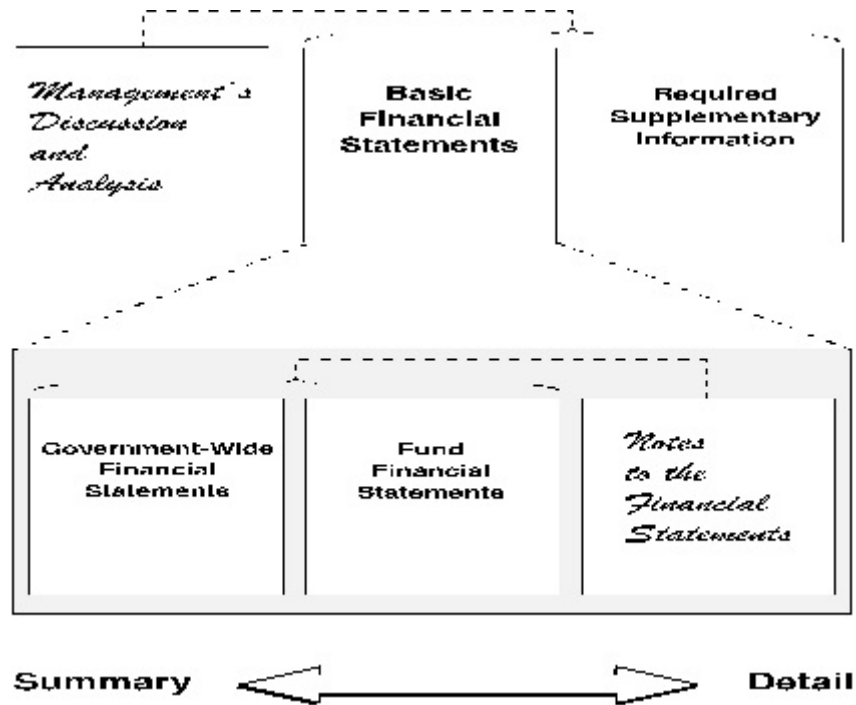 Management's
Discussion
and
Analysis
Basic
Financial
Statements
Required
Supplementary
Information
Government-Wide
Financial
Statements
Fund
Financial
Statements
Notes
to the
Financial
Statements
Summary
Detail